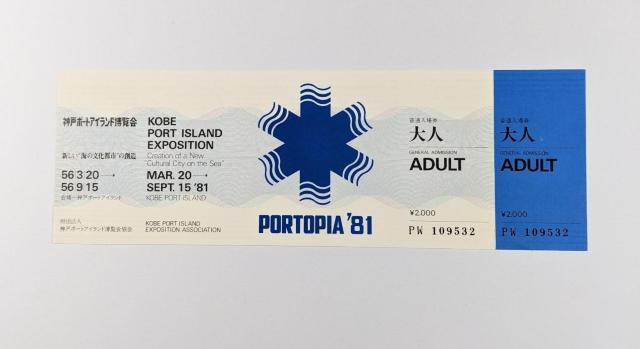 神戸ポートアイランド博覧会
新しい“海の文化都市”の創造
56 3 20→
56 9 15
会場—神戸ポートアイランド
財団法人
神戸ポートアイランド博覧会協会
KOBE
PORT ISLAND
EXPOSITION
Creation of a New
Cultural City on the Sea"
MAR. 20→
SEPT. 15 '81
KOBE PORT ISLAND
KOBE PORT ISLAND
EXPOSITION ASSOCIATION
PORTOPIA '81
普通入場券
大人
GENERAL ADMISSION
ADULT
¥2,000
PW 109532
普通入場券
大人
GENERAL ADMISSION
ADULT
¥2,000
PW 109532